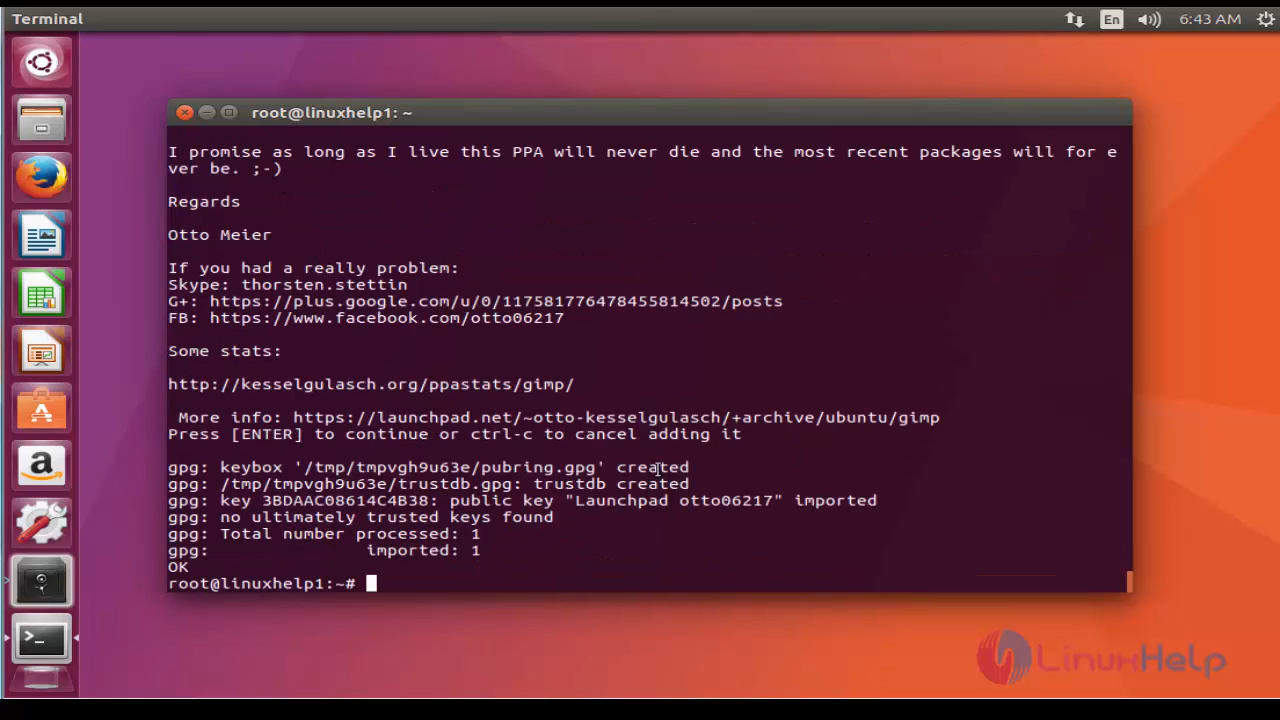 Terminal
En
6:43 AM
root@linuxhelp1: ~
I promise as long as I live this PPA will never die and the most recent packages will for e
ver be. ;-)
Regards
Otto Meier
If you had a really problem:
Skype: thorsten.stettin
G+: https://plus.google.com/u/0/117581776478455814502/posts
FB: https://www.facebook.com/otto06217
Some stats:
http://kesselgulasch.org/ppastats/gimp/
More info: https://launchpad.net/~otto-kesselgulasch/+archive/ubuntu/gimp
Press [ENTER] to continue or ctrl-c to cancel adding it
gpg: keybox '/tmp/tmpvgh9u63e/pubring.gpg' created
gpg: /tmp/tmpvgh9u63e/trustdb.gpg: trustdb created
gpg: key 3BDAAC08614C4B38: public key "Launchpad otto06217" imported
gpg: no ultimately trusted keys found
gpg: Total number processed: 1
gpg:               imported: 1
OK
root@linuxhelp1:~#
LinuxHelp